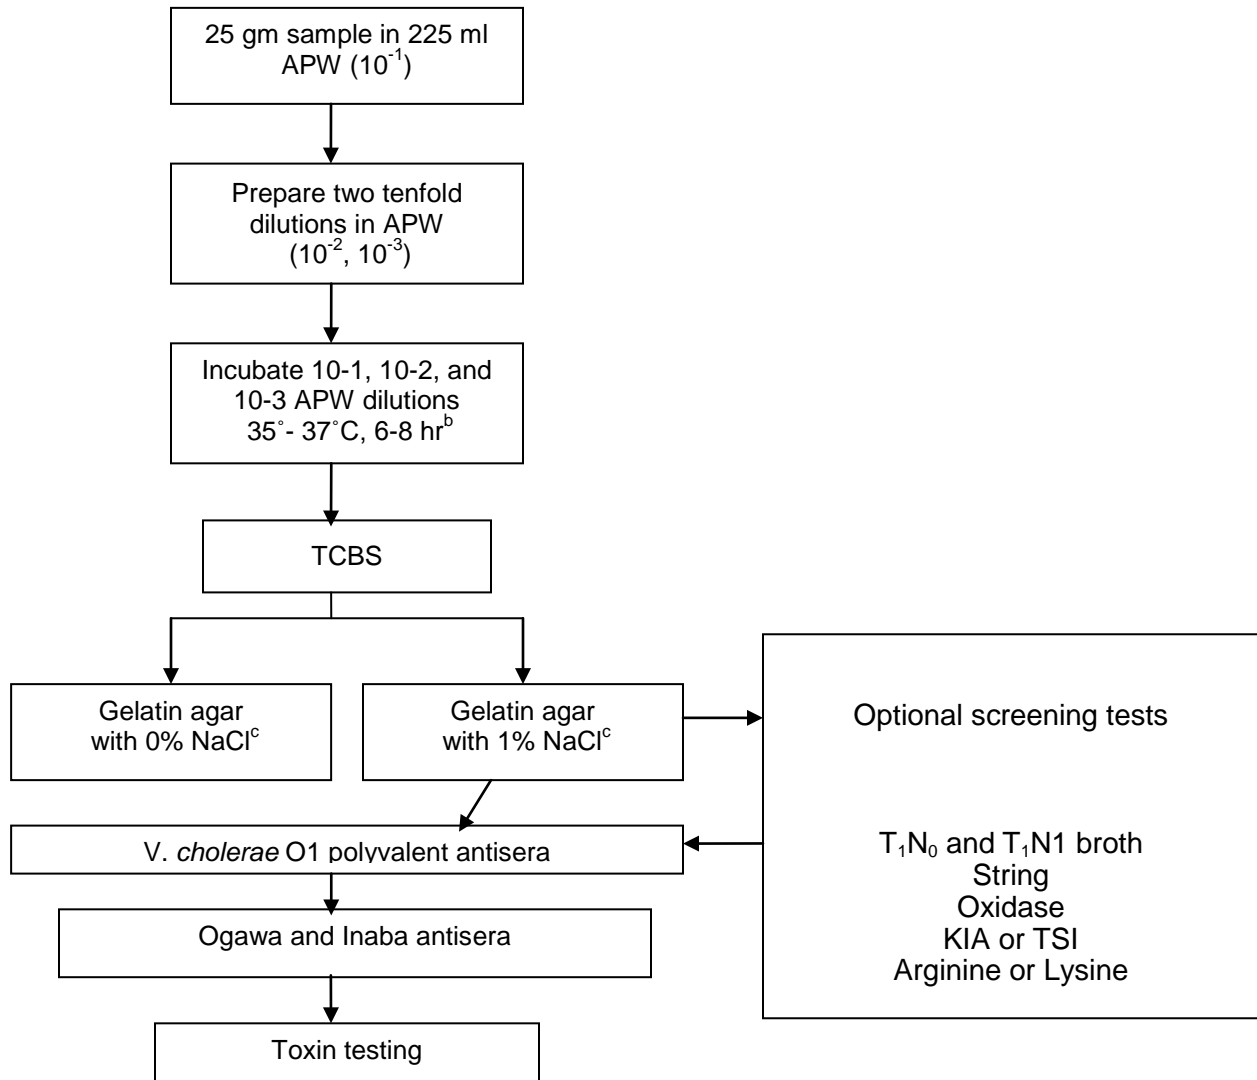 25 gm sample in 225 ml
APW (10⁻¹)
Prepare two tenfold
dilutions in APW
(10⁻², 10⁻³)
Incubate 10-1, 10-2, and
10-3 APW dilutions
35˚- 37˚C, 6-8 hrᵇ
TCBS
Gelatin agar
with 0% NaClᶜ
Gelatin agar
with 1% NaClᶜ
Optional screening tests
T₁N₀ and T₁N1 broth
String
Oxidase
KIA or TSI
Arginine or Lysine
V. cholerae O1 polyvalent antisera
Ogawa and Inaba antisera
Toxin testing